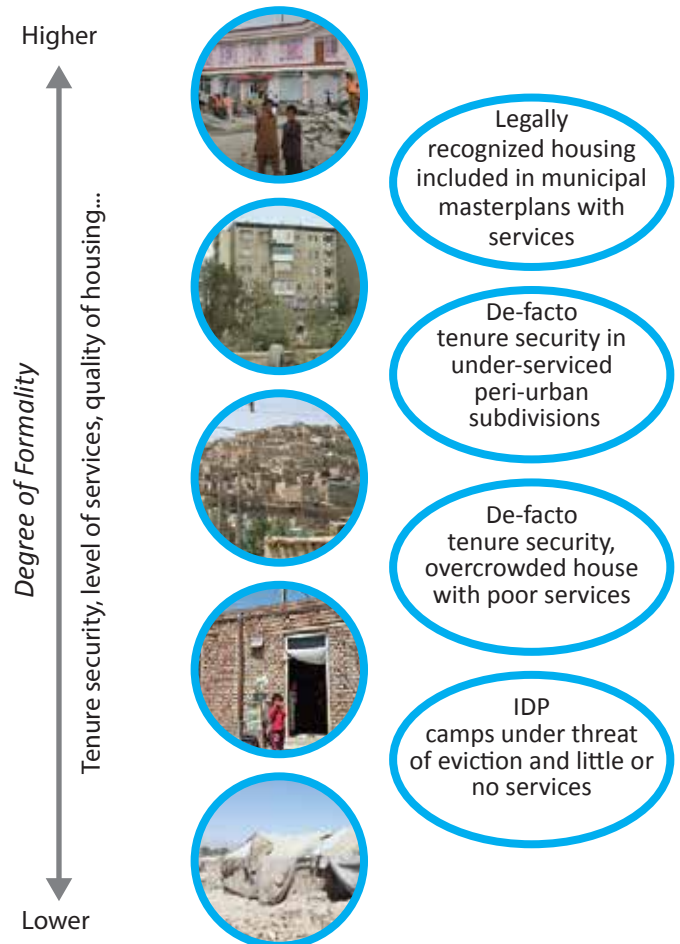 Higher
Degree of Formality
Tenure security, level of services, quality of housing...
Legally
recognized housing
included in municipal
masterplans with
services
De-facto
tenure security in
under-serviced
peri-urban
subdivisions
De-facto
tenure security,
overcrowded house
with poor services
IDP
camps under threat
of eviction and little or
no services
Lower